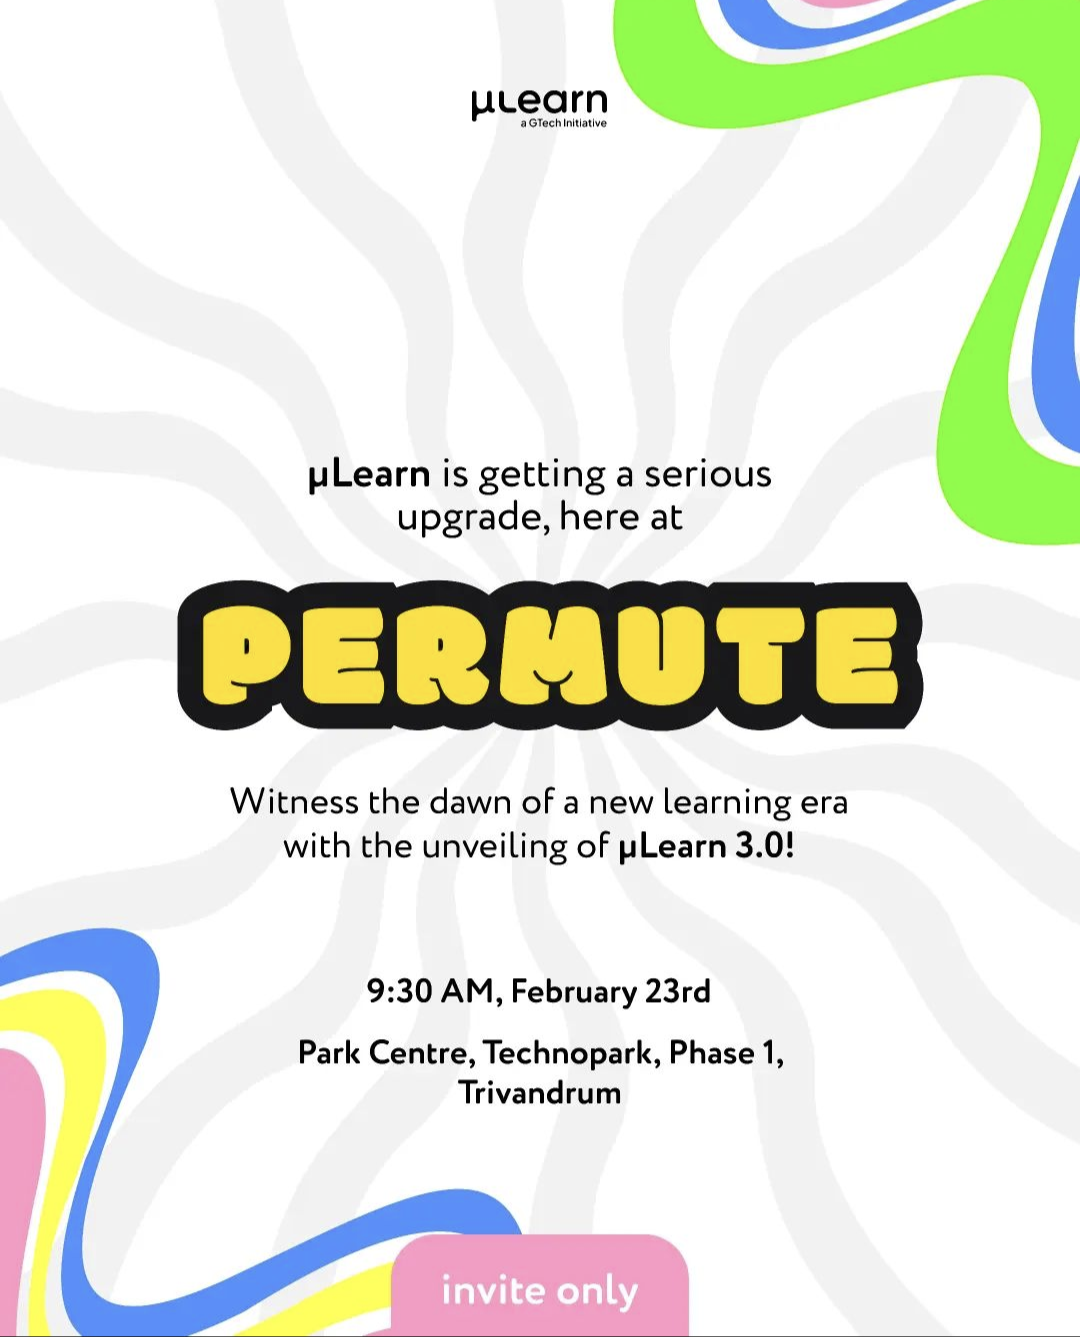 µLearn
a GTech Initiative
µLearn is getting a serious
upgrade, here at
PERMUTE
Witness the dawn of a new learning era
with the unveiling of µLearn 3.0!
9:30 AM, February 23rd
Park Centre, Technopark, Phase 1,
Trivandrum
invite only